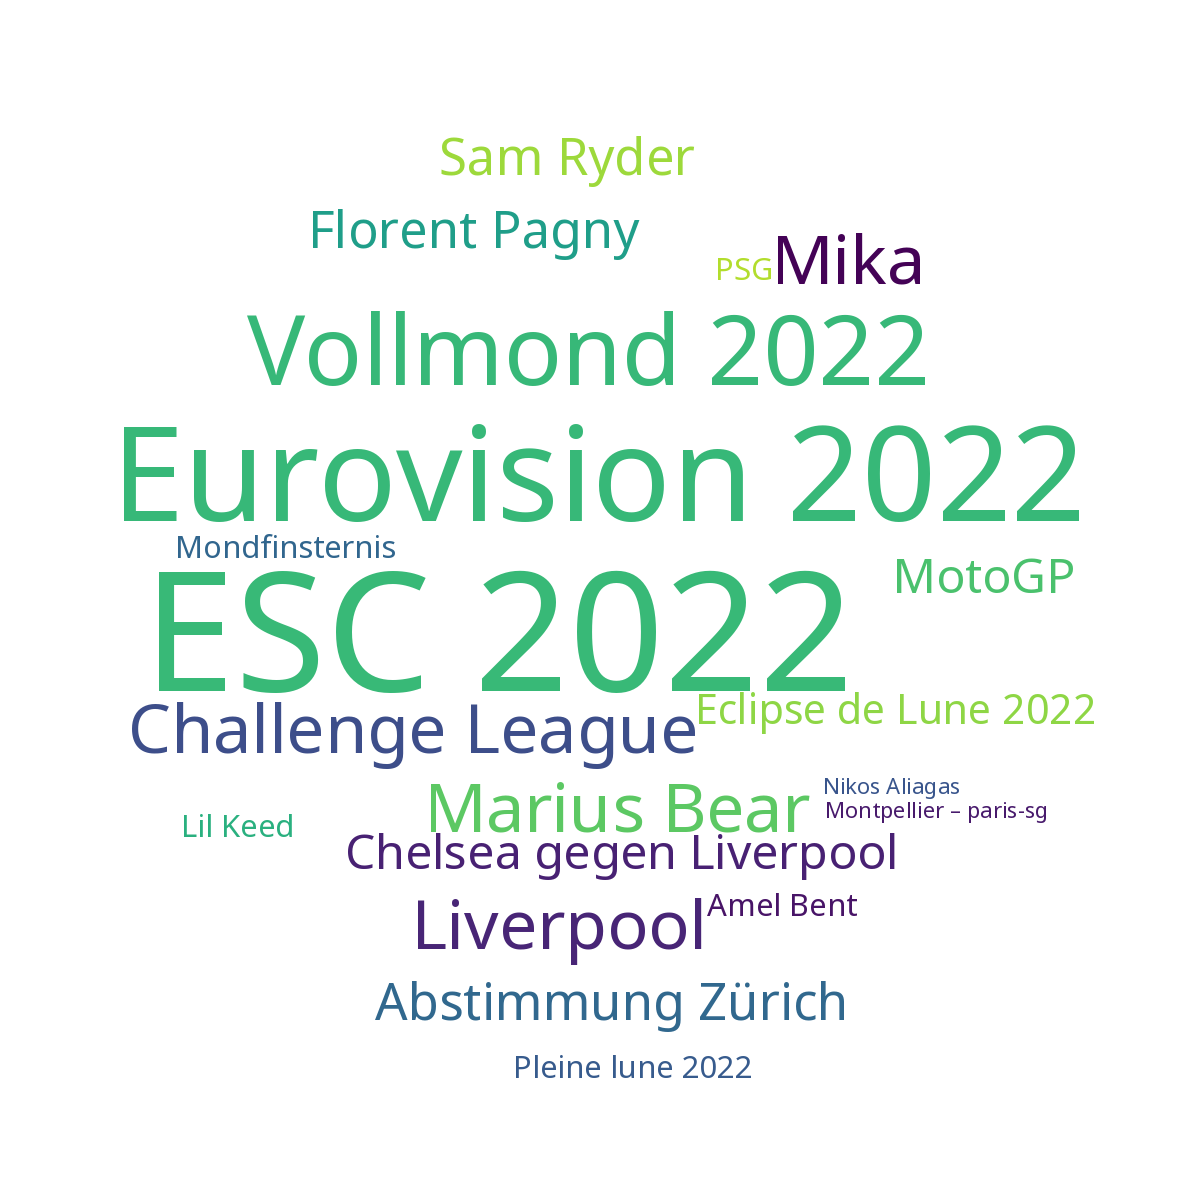 Sam Ryder
Florent Pagny
PSG
Mika
Vollmond 2022
Eurovision 2022
Mondfinsternis
ESC 2022
MotoGP
Challenge League
Eclipse de Lune 2022
Marius Bear
Nikos Aliagas
Montpellier – paris-sg
Lil Keed
Chelsea gegen Liverpool
Liverpool
Amel Bent
Abstimmung Zürich
Pleine lune 2022